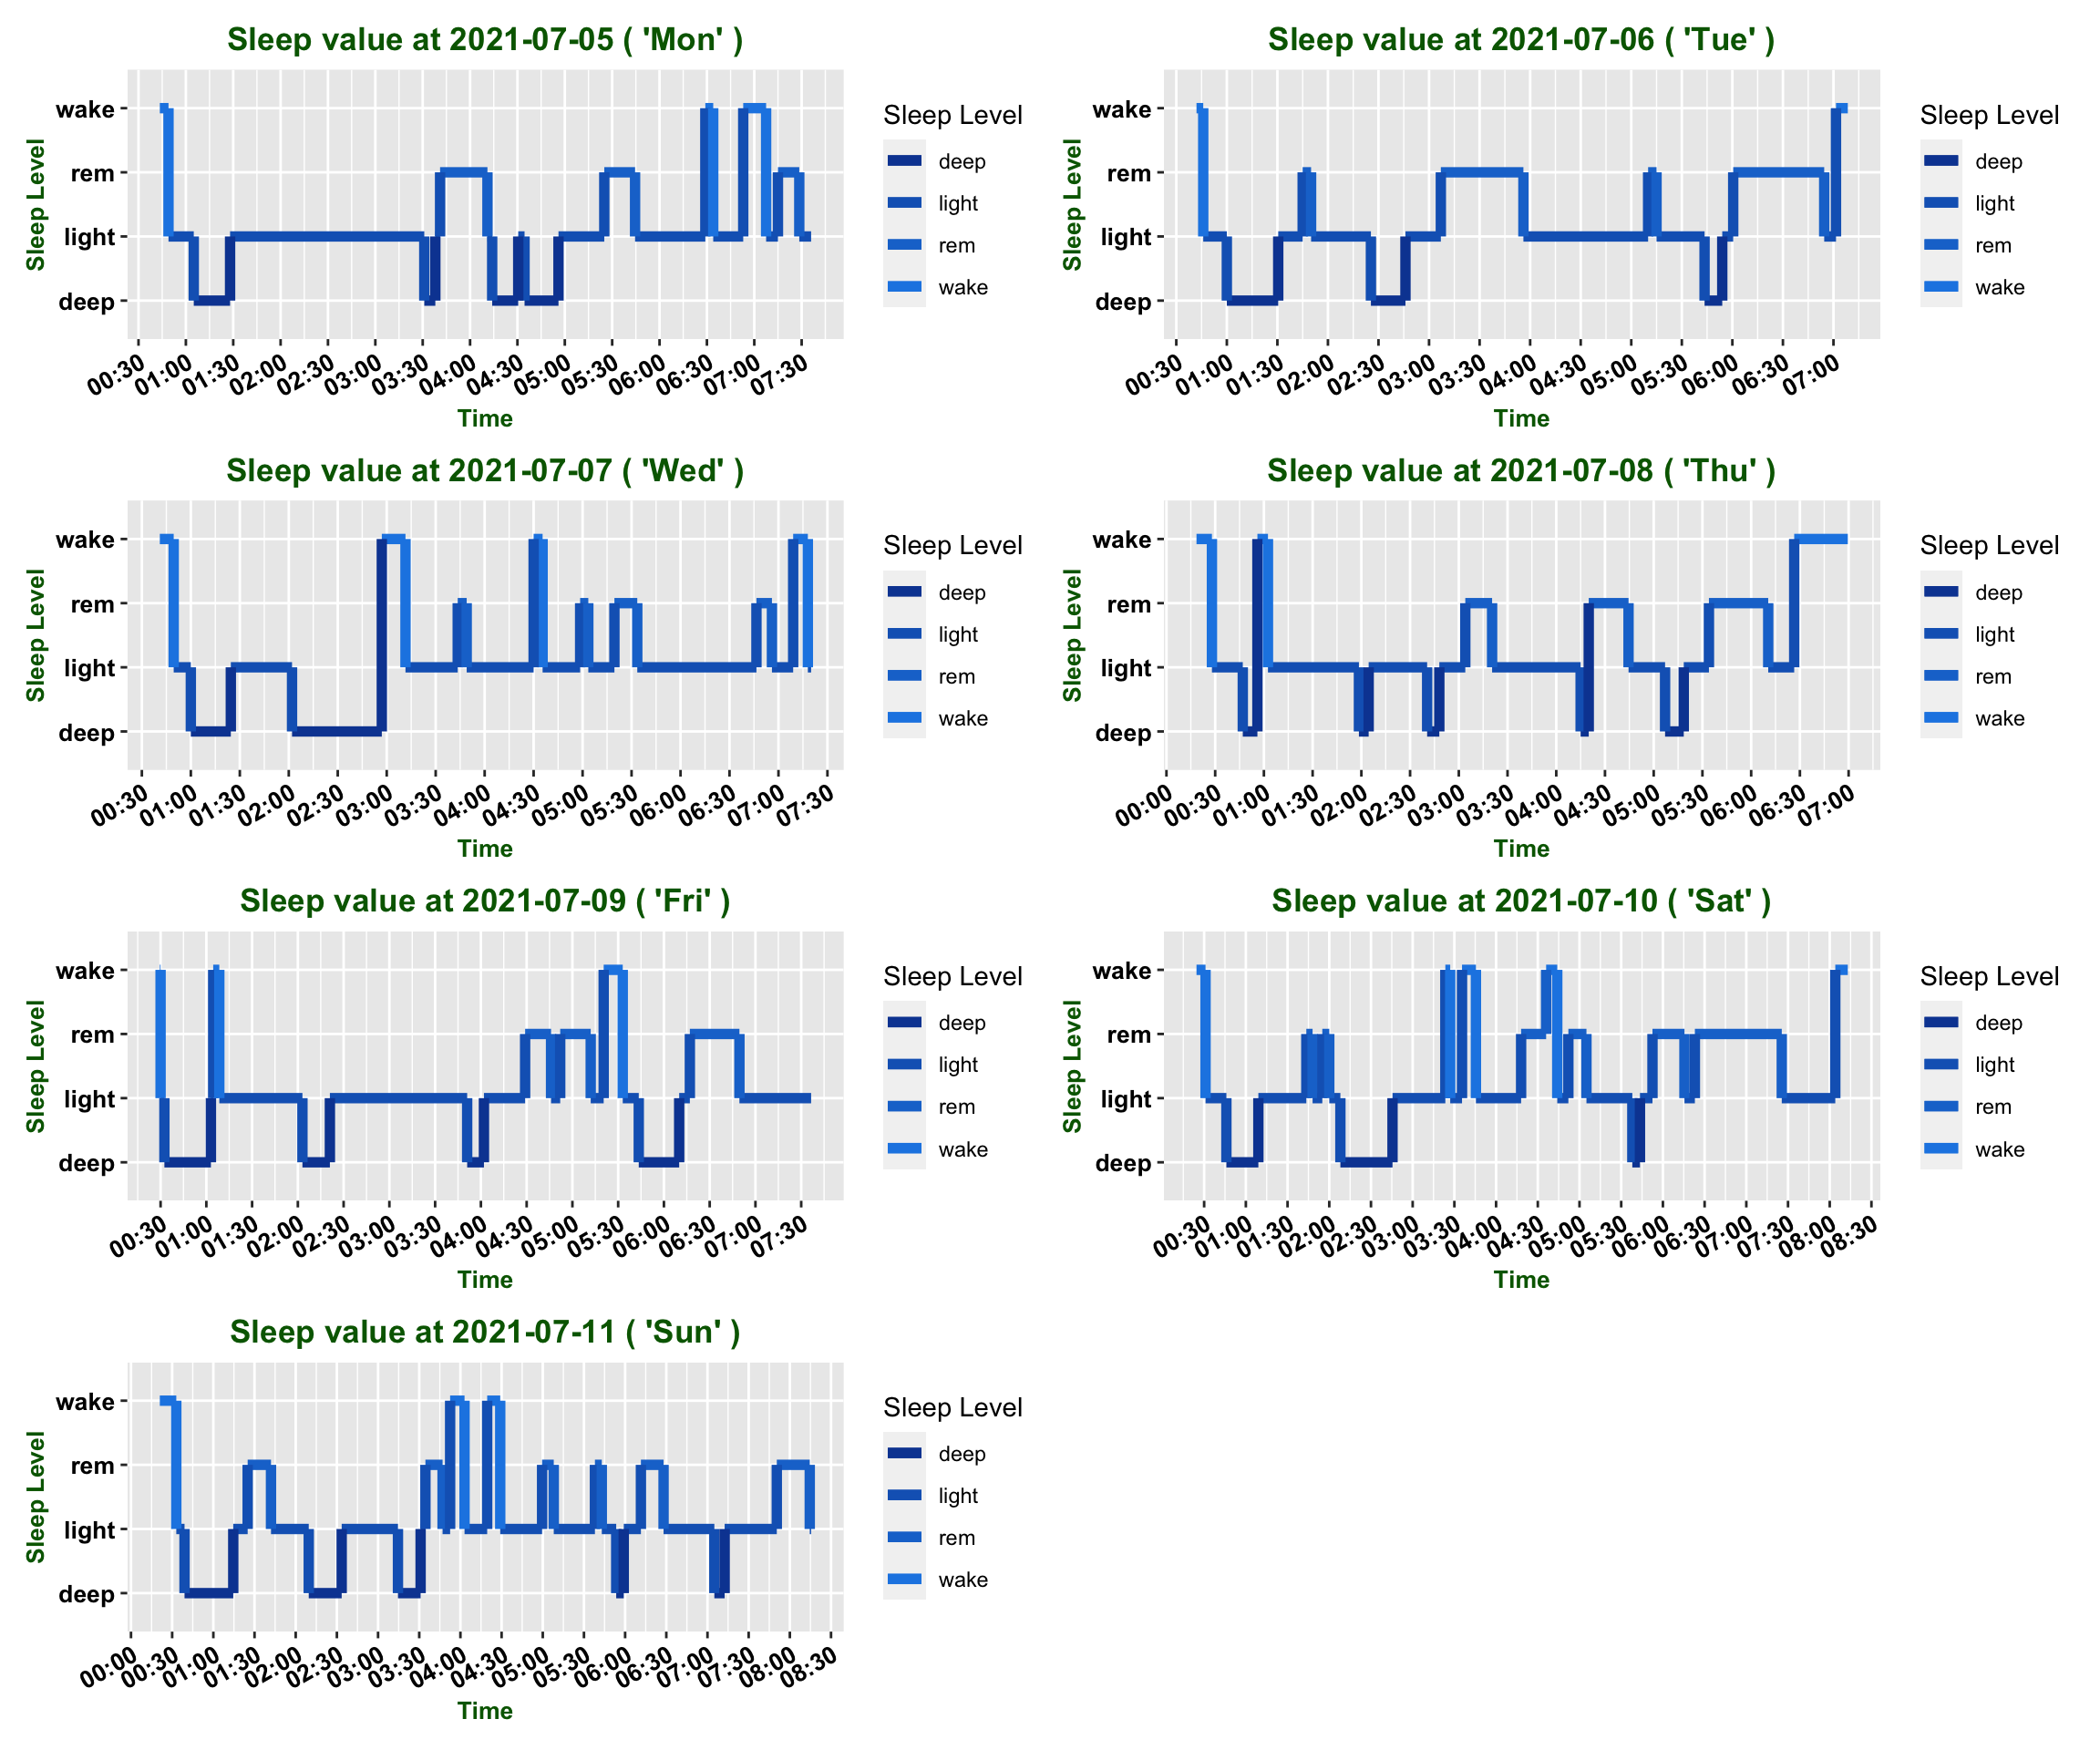 Sleep value at 2021-07-05 ( 'Mon' )
Sleep Level
wake
rem
light
deep
00:30 01:00 01:30 02:00 02:30 03:00 03:30 04:00 04:30 05:00 05:30 06:00 06:30 07:00 07:30
Time
Sleep Level
deep
light
rem
wake
Sleep value at 2021-07-06 ( 'Tue' )
Sleep Level
wake
rem
light
deep
00:30 01:00 01:30 02:00 02:30 03:00 03:30 04:00 04:30 05:00 05:30 06:00 06:30 07:00
Time
Sleep Level
deep
light
rem
wake
Sleep value at 2021-07-07 ( 'Wed' )
Sleep Level
wake
rem
light
deep
00:30 01:00 01:30 02:00 02:30 03:00 03:30 04:00 04:30 05:00 05:30 06:00 06:30 07:00 07:30
Time
Sleep Level
deep
light
rem
wake
Sleep value at 2021-07-08 ( 'Thu' )
Sleep Level
wake
rem
light
deep
00:00 00:30 01:00 01:30 02:00 02:30 03:00 03:30 04:00 04:30 05:00 05:30 06:00 06:30 07:00
Time
Sleep Level
deep
light
rem
wake
Sleep value at 2021-07-09 ( 'Fri' )
Sleep Level
wake
rem
light
deep
00:30 01:00 01:30 02:00 02:30 03:00 03:30 04:00 04:30 05:00 05:30 06:00 06:30 07:00 07:30
Time
Sleep Level
deep
light
rem
wake
Sleep value at 2021-07-10 ( 'Sat' )
Sleep Level
wake
rem
light
deep
00:30 01:00 01:30 02:00 02:30 03:00 03:30 04:00 04:30 05:00 05:30 06:00 06:30 07:00 07:30 08:00 08:30
Time
Sleep Level
deep
light
rem
wake
Sleep value at 2021-07-11 ( 'Sun' )
Sleep Level
wake
rem
light
deep
00:00 00:30 01:00 01:30 02:00 02:30 03:00 03:30 04:00 04:30 05:00 05:30 06:00 06:30 07:00 07:30 08:00 08:30
Time
Sleep Level
deep
light
rem
wake